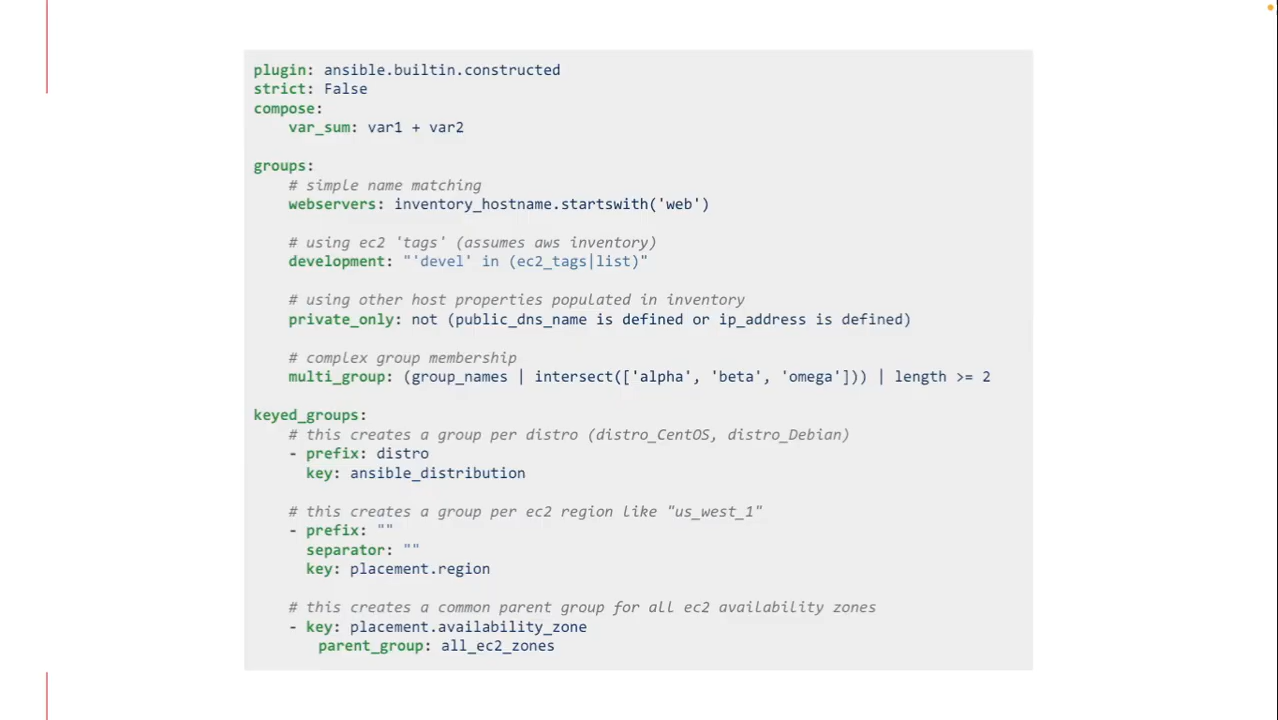 plugin: ansible.builtin.constructed
strict: False
compose:
    var_sum: var1 + var2

groups:
    # simple name matching
    webservers: inventory_hostname.startswith('web')

    # using ec2 'tags' (assumes aws inventory)
    development: "'devel' in (ec2_tags|list)"

    # using other host properties populated in inventory
    private_only: not (public_dns_name is defined or ip_address is defined)

    # complex group membership
    multi_group: (group_names | intersect(['alpha', 'beta', 'omega'])) | length >= 2

keyed_groups:
    # this creates a group per distro (distro_CentOS, distro_Debian)
    - prefix: distro
      key: ansible_distribution

    # this creates a group per ec2 region like "us_west_1"
    - prefix: ""
      separator: ""
      key: placement.region

    # this creates a common parent group for all ec2 availability zones
    - key: placement.availability_zone
       parent_group: all_ec2_zones